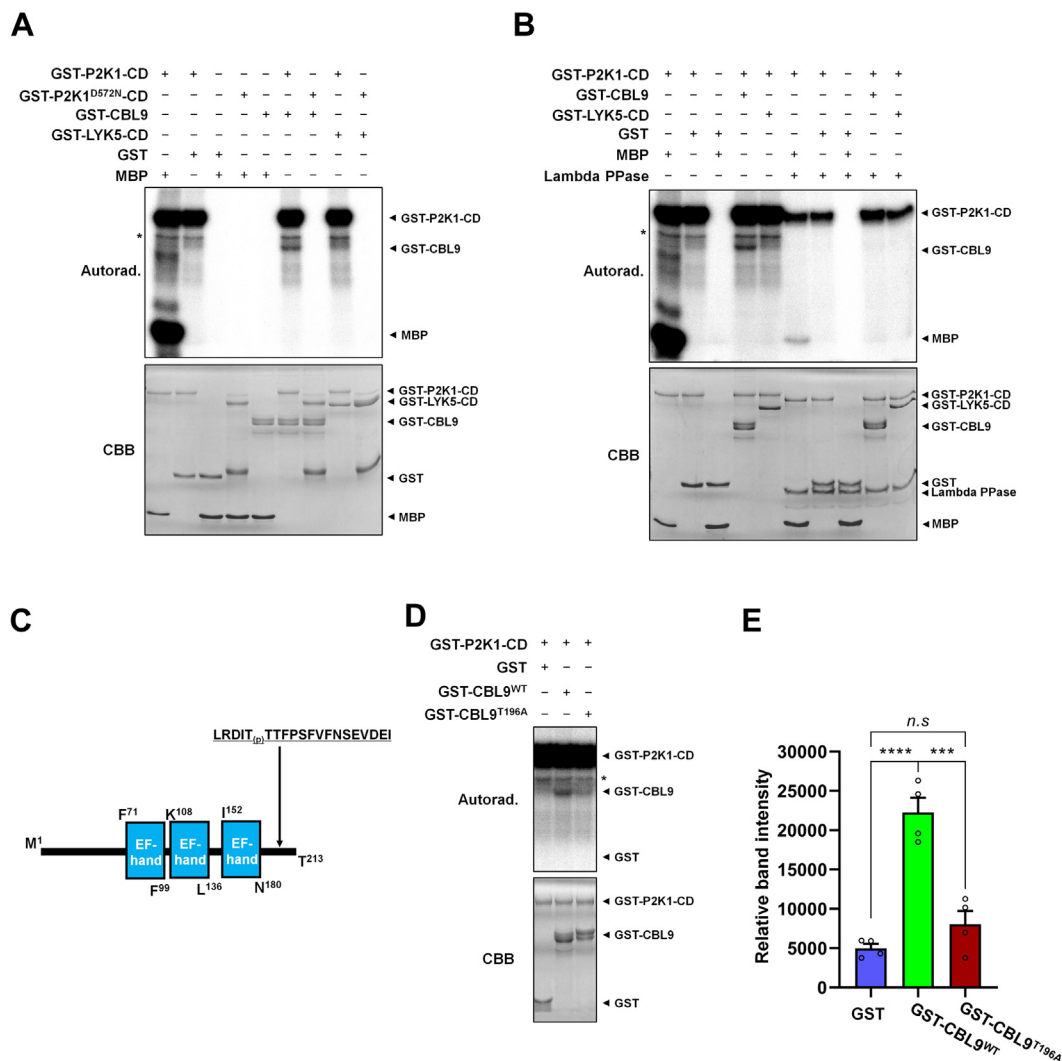 A
GST-P2K1-CD + + - - - + - + -
GST-P2K1D572N-CD - - - + - - + - +
GST-CBL9 - - - - + + + - -
GST-LYK5-CD - - - - - - - + +
GST - + + - - - - - -
MBP + - + + + - - - -
GST-P2K1-CD
*
GST-CBL9
Autorad.
MBP
GST-P2K1-CD
GST-LYK5-CD
GST-CBL9
CBB
GST
MBP
B
GST-P2K1-CD + + - + + + + - + +
GST-CBL9 - - - + - - - - + -
GST-LYK5-CD - - - - + - - - - +
GST - + + - - - + + - -
MBP + - + - - + - + - -
Lambda PPase - - - - - + + + + +
GST-P2K1-CD
*
GST-CBL9
Autorad.
MBP
GST-P2K1-CD
GST-LYK5-CD
GST-CBL9
CBB
GST
Lambda PPase
MBP
C
LRDIT(p)TTFPSFVFNSEVDEI
F71 K108 I152
M1
EF-hand
EF-hand
EF-hand
T213
F99 L136 N180
D
GST-P2K1-CD + + +
GST + - -
GST-CBL9WT - + -
GST-CBL9T196A - - +
GST-P2K1-CD
*
Autorad.
GST-CBL9
GST
GST-P2K1-CD
GST-CBL9
CBB
GST
E
n.s
**** ***
Relative band intensity
30000
25000
20000
15000
10000
5000
0
GST
GST-CBL9WT
GST-CBL9T196A